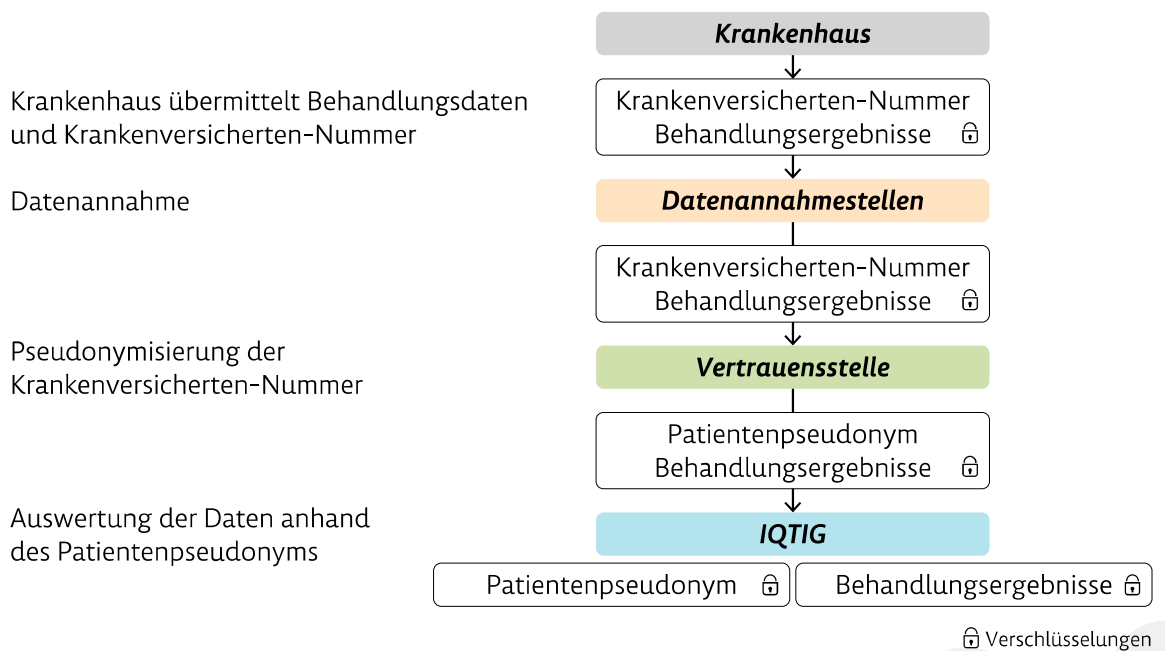 Krankenhaus
Krankenhaus übermittelt Behandlungsdaten
und Krankenversicherten-Nummer
Krankenversicherten-Nummer
Behandlungsergebnisse
Datenannahme
Datenannahmestellen
Krankenversicherten-Nummer
Behandlungsergebnisse
Pseudonymisierung der
Krankenversicherten-Nummer
Vertrauensstelle
Patientenpseudonym
Behandlungsergebnisse
Auswertung der Daten anhand
des Patientenpseudonyms
IQTIG
Patientenpseudonym
Behandlungsergebnisse
Verschlüsselungen